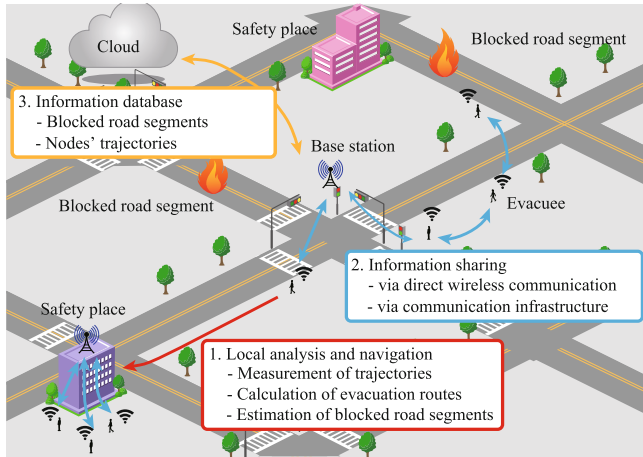 Cloud
Safety place
Blocked road segment
3. Information database
- Blocked road segments
- Nodes' trajectories
Base station
Blocked road segment
Evacuee
2. Information sharing
- via direct wireless communication
- via communication infrastructure
Safety place
1. Local analysis and navigation
- Measurement of trajectories
- Calculation of evacuation routes
- Estimation of blocked road segments